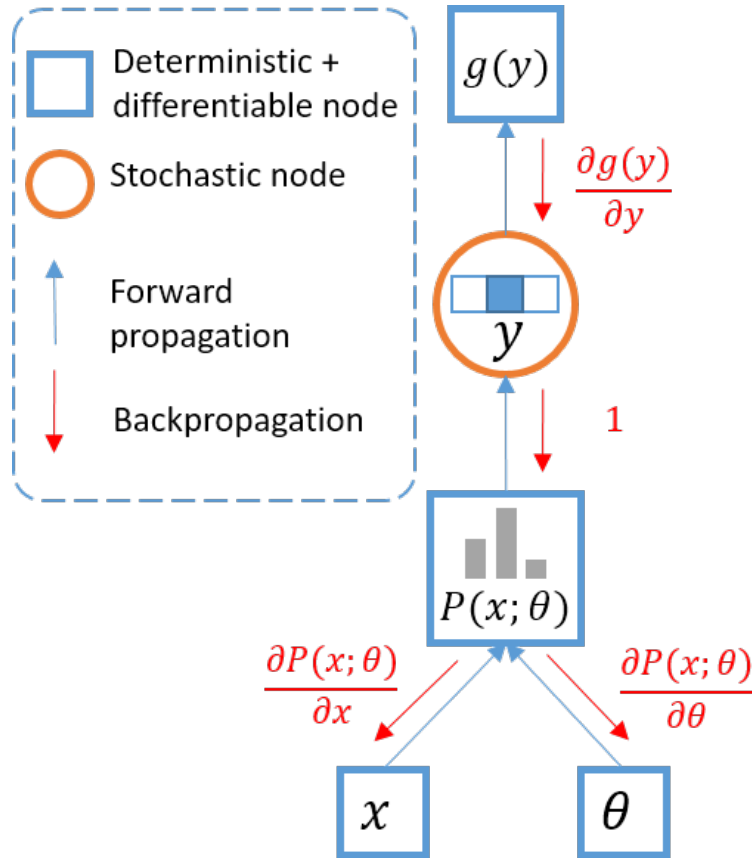 Deterministic +
differentiable node
Stochastic node
Forward
propagation
Backpropagation
g(y)
∂g(y)
∂y
y
1
P(x; θ)
∂P(x; θ)
∂x
∂P(x; θ)
∂θ
x
θ